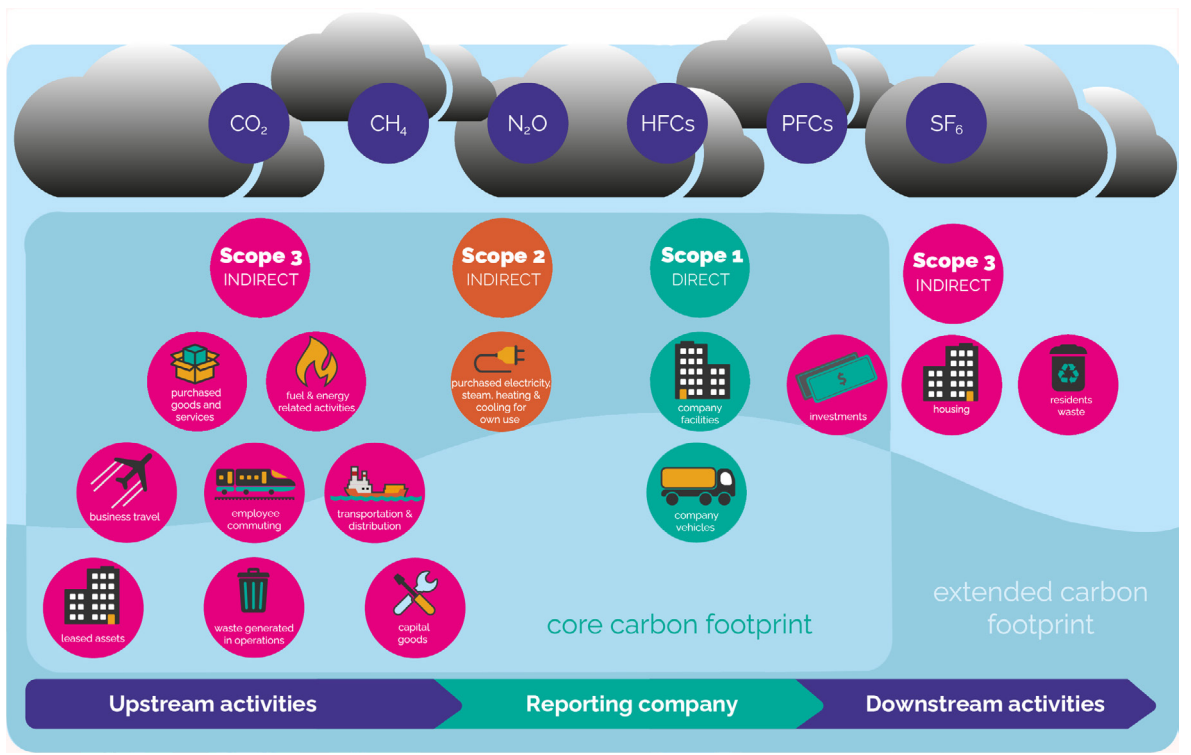 CO₂
CH₄
N₂O
HFCs
PFCs
SF₆
Scope 3
INDIRECT
Scope 2
INDIRECT
Scope 1
DIRECT
Scope 3
INDIRECT
purchased
goods and
services
fuel & energy
related activities
purchased electricity,
steam, heating &
cooling for
own use
company
facilities
$
investments
housing
residents
waste
business travel
employee
commuting
transportation &
distribution
company
vehicles
leased assets
waste generated
in operations
capital
goods
core carbon footprint
extended carbon
footprint
Upstream activities
Reporting company
Downstream activities